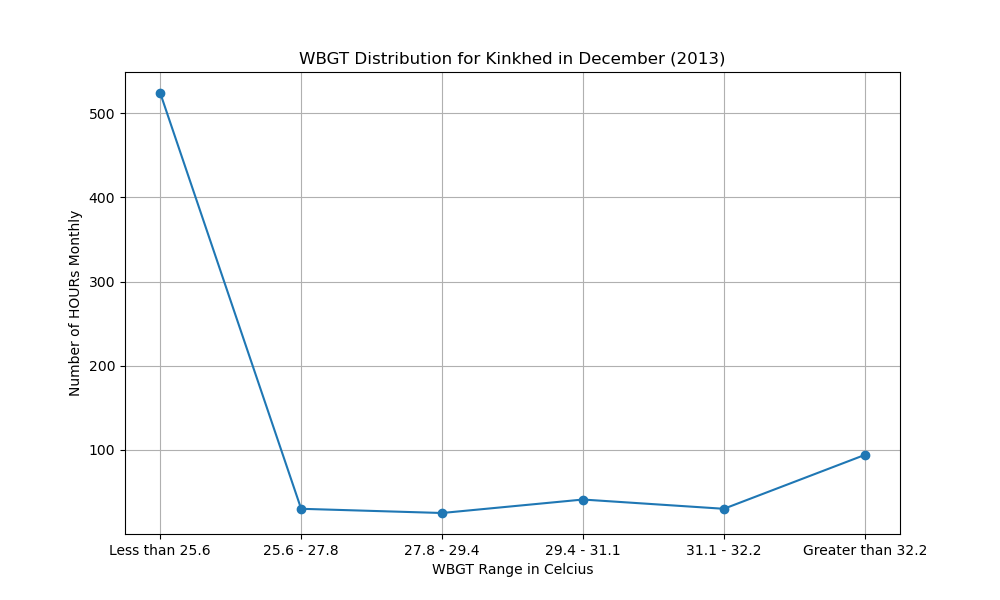 WBGT Distribution for Kinkhed in December (2013)
Number of HOURs Monthly
500
400
300
200
100
Less than 25.6
25.6 - 27.8
27.8 - 29.4
29.4 - 31.1
31.1 - 32.2
Greater than 32.2
WBGT Range in Celcius